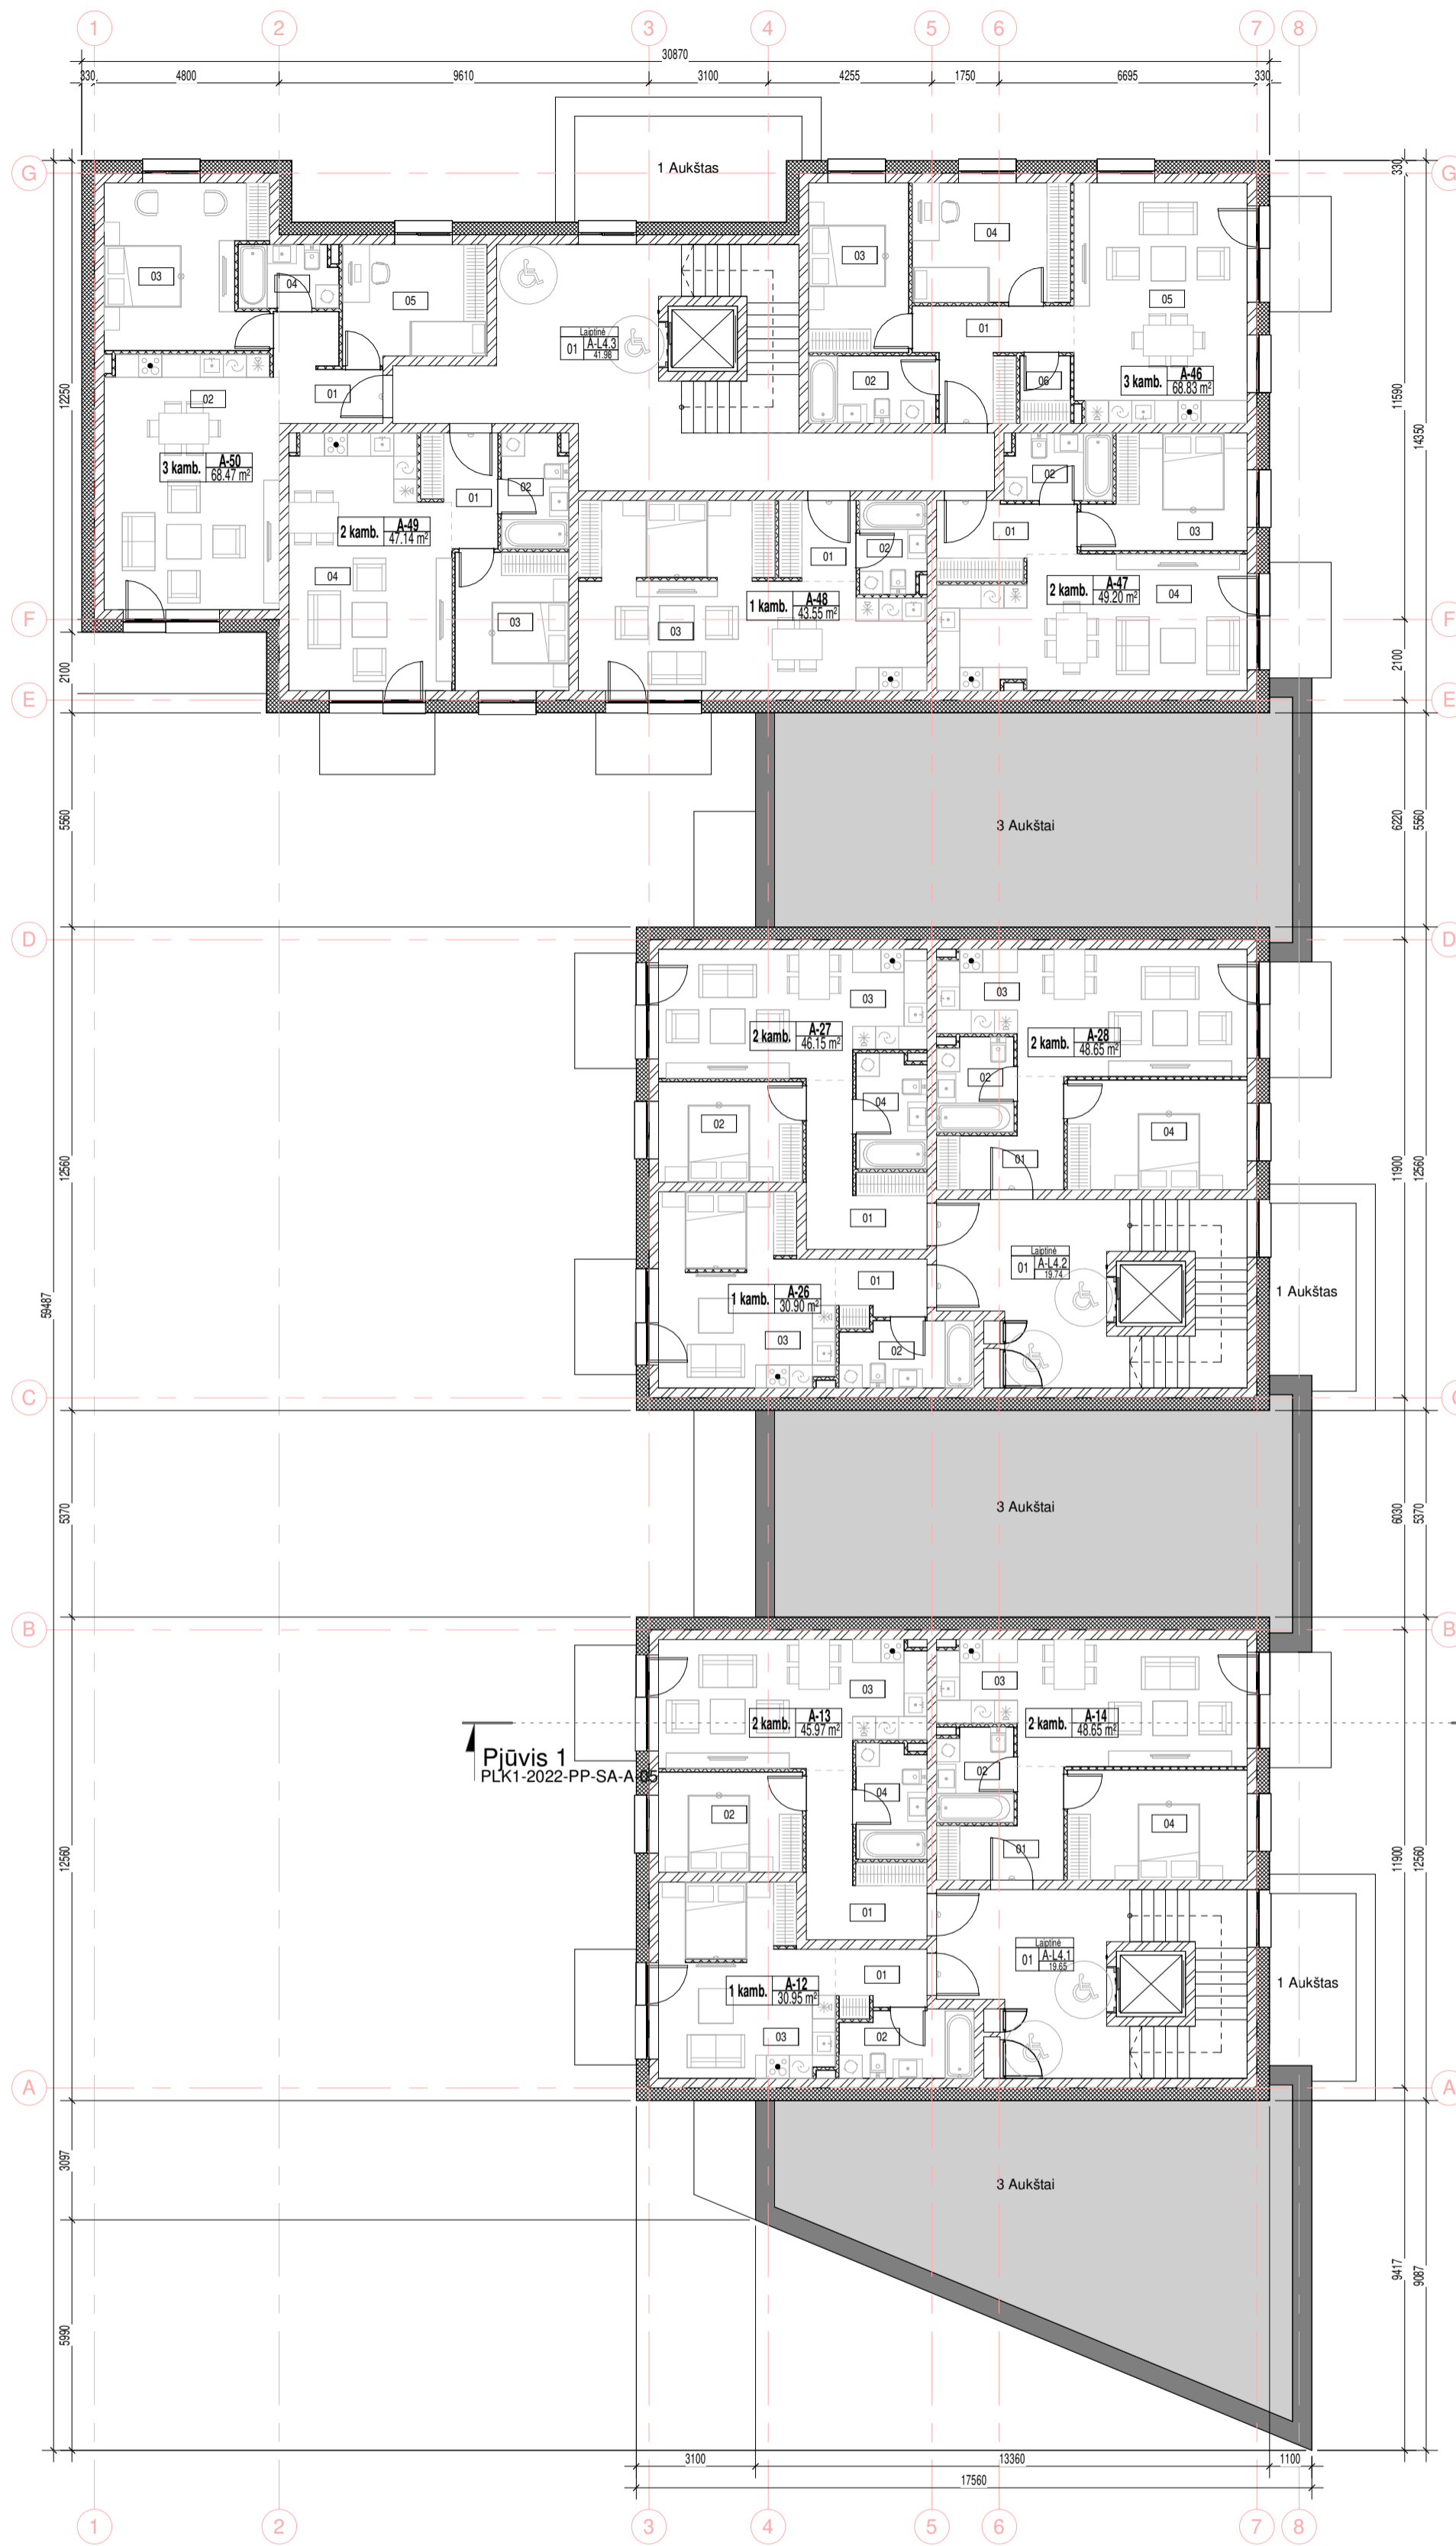 1 2 3 4 5 6 7 8
30870
330 4800 9610 3100 4255 1750 6695 330
G G
1 Aukštas
330
03
04
05
03
04
05
01
Laiptinė
01 A-L4.3
41.98
01
02
06
3 kamb. A-46
68.83 m²
02
01
12250
11590
14350
3 kamb. A-50
68.47 m²
01
02
02
2 kamb. A-49
47.14 m²
01
03
01
02
04
1 kamb. A-48
43.55 m²
2 kamb. A-47
49.20 m²
04
03
03
F F
2100
2100
E E
5560
3 Aukštai
6220
5560
D D
03
03
2 kamb. A-27
46.15 m²
2 kamb. A-28
48.65 m²
02
04
02
04
01
12560
11900
12560
01
Laiptinė
01 A-L4.2
19.74
01
1 kamb. A-26
30.90 m²
1 Aukštas
59487
03
02
C
5370
3 Aukštai
6030
5370
B B
03
03
2 kamb. A-13
45.97 m²
2 kamb. A-14
48.65 m²
Pjūvis 1
PLK1-2022-PP-SA-A-05
02
04
02
04
01
12560
11900
12560
01
Laiptinė
01 A-L4.1
19.65
01
1 kamb. A-12
30.95 m²
1 Aukštas
03
02
A A
3097
3 Aukštai
9417
9087
5990
3100 13360 1100
17560
1 2 3 4 5 6 7 8